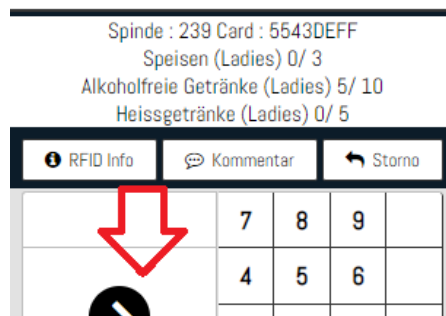 Spinde : 239 Card : 5543DEFF
Speisen (Ladies) 0/ 3
Alkoholfreie Getränke (Ladies) 5/ 10
Heissgetränke (Ladies) 0/ 5
RFID Info Kommentar Storno
7 8 9
4 5 6